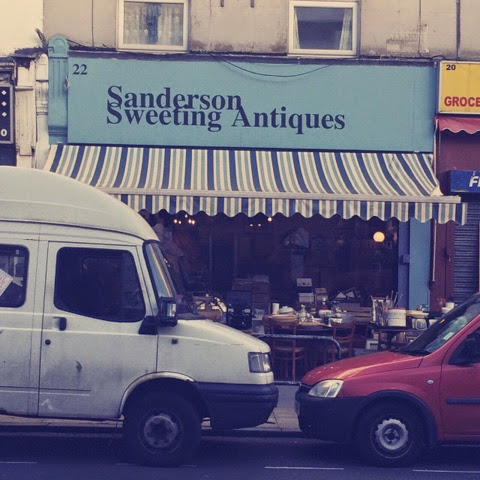 22
Sanderson
Sweeting Antiques
20
GROCE